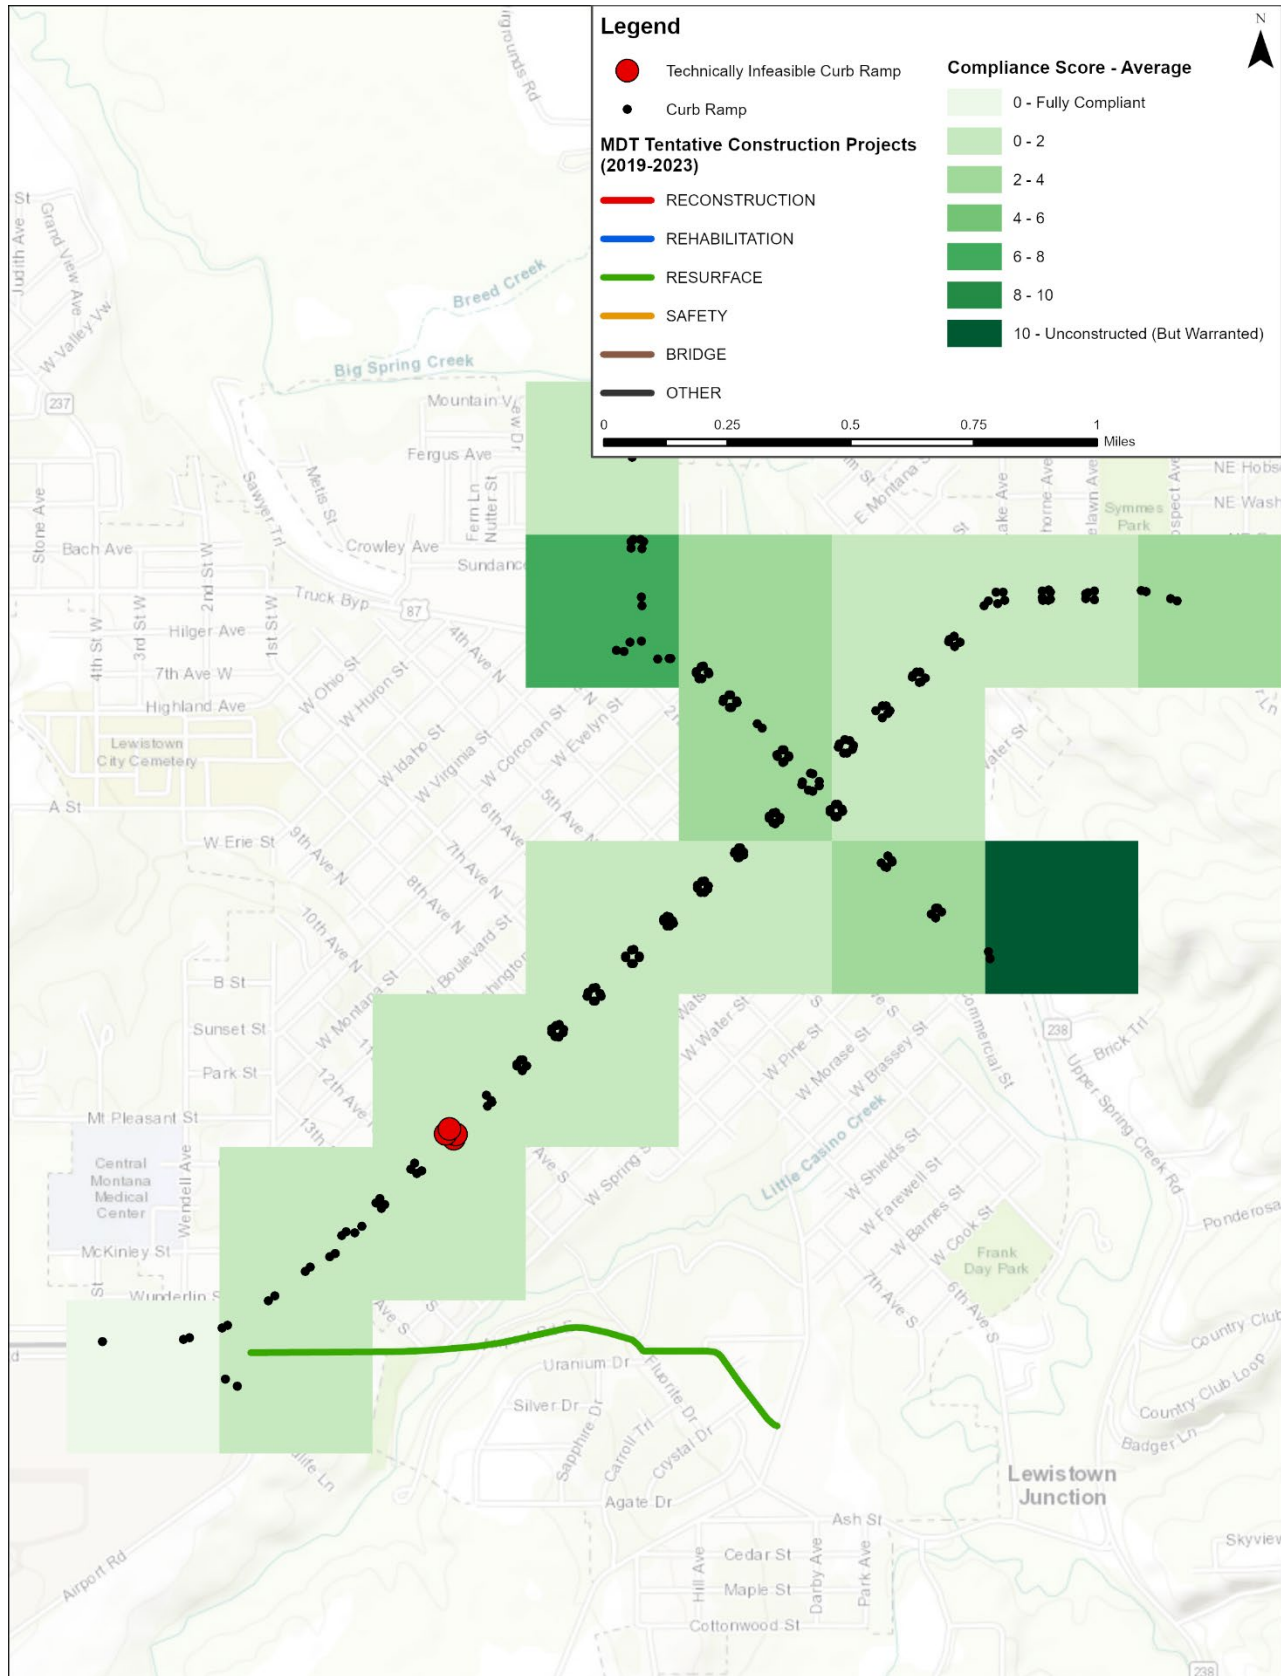 Legend
N
Technically Infeasible Curb Ramp
Curb Ramp
MDT Tentative Construction Projects
(2019-2023)
RECONSTRUCTION
REHABILITATION
RESURFACE
SAFETY
BRIDGE
OTHER
Compliance Score - Average
0 - Fully Compliant
0 - 2
2 - 4
4 - 6
6 - 8
8 - 10
10 - Unconstructed (But Warranted)
0 0.25 0.5 0.75 1
Miles
St
Judith Ave
Grand View Ave
W Valley Vw
237
Breed Creek
Big Spring Creek
Mountain V
ew Dr
Fergus Ave
Fern Ln
Nutter St
Metis St
Sawyer Trl
Stone Ave
Bach Ave
2nd St W
Crowley Ave
Truck Byp
87
E Montana S
Symmes
Park
NE Wash
3rd St W
4th St W
1st St W
Hilger Ave
7th Ave W
Highland Ave
4th Ave N
W Ohio St
W Huron St
W Idaho St
W Virginia St
W Corcoran St
W Evelyn St
Lewistown
City Cemetery
A St
W Erie St
5th Ave N
6th Ave
7th Ave N
8th Ave N
9th Ave N
10th Ave N
W Boulevard St
W Montana St
B St
Sunset St
Park St
12th Ave
13th
Mt Pleasant St
Central
Montana
Medical
Center
Wendell Ave
McKinley St
Wunderlin S
St
W Water St
W Pine St
W Morase St
W Brassey St
Commercial St
238
Brick Trl
Upper Spring Creek Rd
Little Casino Creek
W Spring S
Ave S
W Shields St
W Farewell St
W Barnes St
W Cook St
Frank
Day Park
7th Ave S
6th Ave S
Ponderosa
Country Club
Country Club Loop
Badger Ln
Ave S
d
Uranium Dr
Fluorite Dr
Silver Dr
Sapphire Dr
Carroll Trl
Crystal Dr
Agate Dr
Lewistown
Junction
Ash St
Airport Rd
Hill Ave
Cedar St
Maple St
Darby Ave
Park Ave
Cottonwood St
Skyview
238